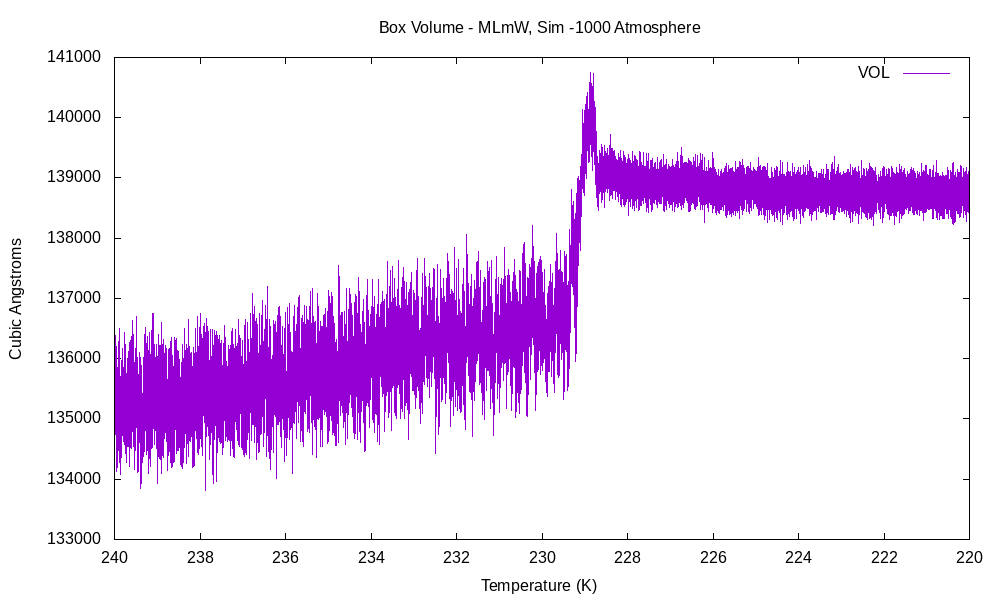 Box Volume - MLmW, Sim -1000 Atmosphere
VOL
141000
140000
139000
138000
137000
136000
135000
134000
133000
Cubic Angstroms
240 238 236 234 232 230 228 226 224 222 220
Temperature (K)